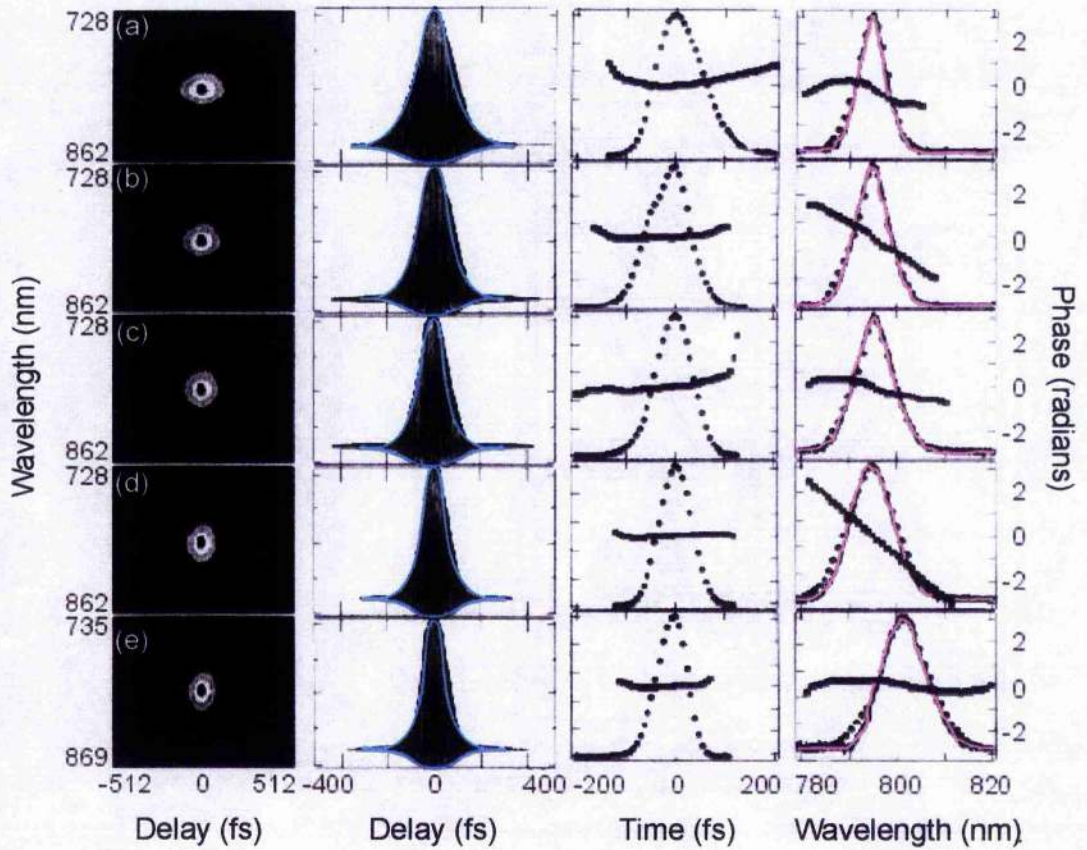 Wavelength (nm)
728
(a)
862
728
(b)
862
728
(c)
862
728
(d)
862
735
(e)
869
-512 0 512
Delay (fs)
-400 0 400
Delay (fs)
-200 0 200
Time (fs)
780 800 820
Wavelength (nm)
2
0
-2
2
0
-2
2
0
-2
2
0
-2
2
0
-2
Phase (radians)